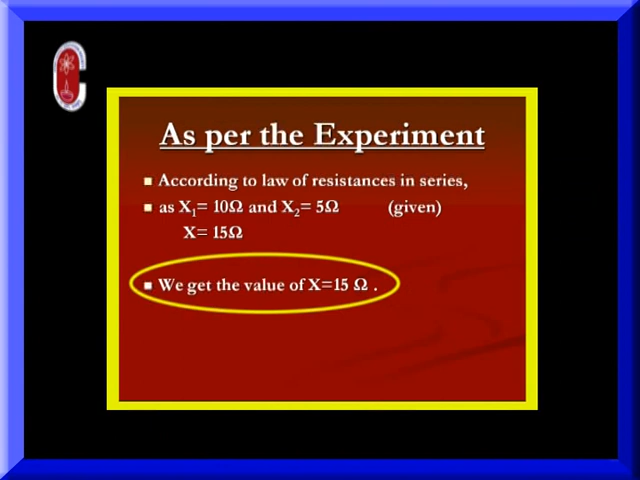 As per the Experiment
According to law of resistances in series,
as X₁= 10Ω and X₂= 5Ω (given)
X= 15Ω
We get the value of X=15 Ω .